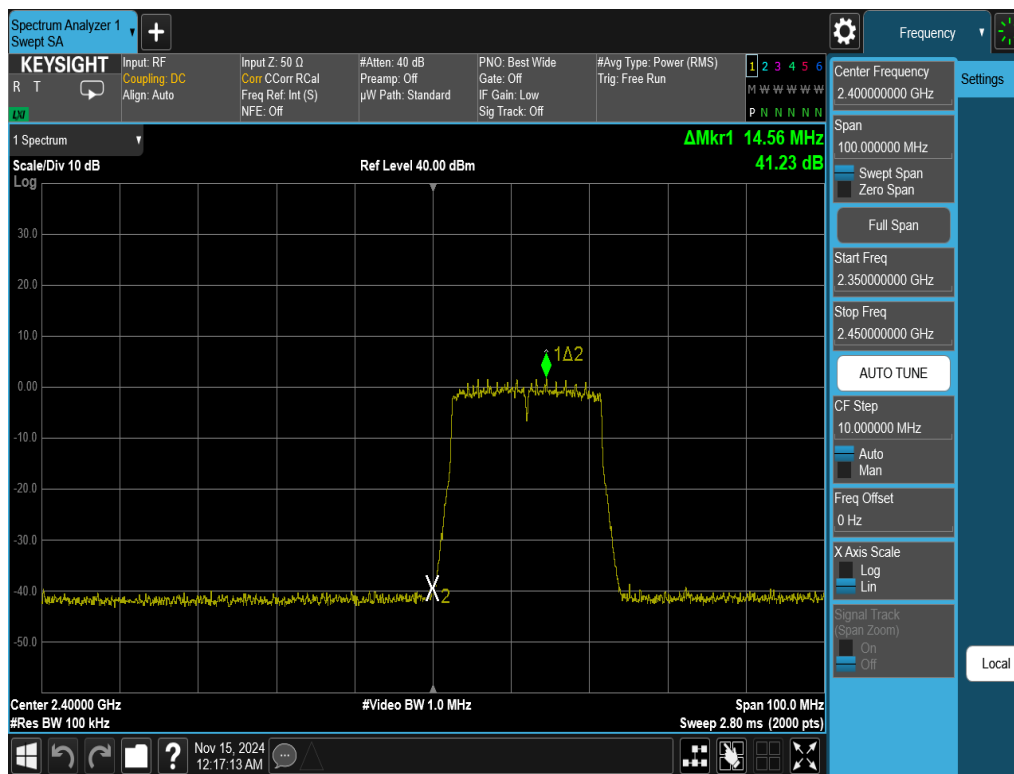 Spectrum Analyzer 1
Swept SA
+
Frequency
KEYSIGHT
R T
LXI
Input: RF
Coupling: DC
Align: Auto
Input Z: 50 Ω
Corr CCorr RCal
Freq Ref: Int (S)
NFE: Off
#Atten: 40 dB
Preamp: Off
µW Path: Standard
PNO: Best Wide
Gate: Off
IF Gain: Low
Sig Track: Off
#Avg Type: Power (RMS)
Trig: Free Run
1 2 3 4 5 6
M W W W W W
P N N N N N
1 Spectrum
ΔMkr1 14.56 MHz
41.23 dB
Scale/Div 10 dB
Ref Level 40.00 dBm
Log
30.0
20.0
10.0
0.00
-10.0
-20.0
-30.0
-40.0
-50.0
1Δ2
X2
Center 2.40000 GHz
#Res BW 100 kHz
#Video BW 1.0 MHz
Span 100.0 MHz
Sweep 2.80 ms (2000 pts)
Center Frequency
2.400000000 GHz
Settings
Span
100.000000 MHz
Swept Span
Zero Span
Full Span
Start Freq
2.350000000 GHz
Stop Freq
2.450000000 GHz
AUTO TUNE
CF Step
10.000000 MHz
Auto
Man
Freq Offset
0 Hz
X Axis Scale
Log
Lin
Signal Track
(Span Zoom)
On
Off
Local
?
Nov 15, 2024
12:17:13 AM